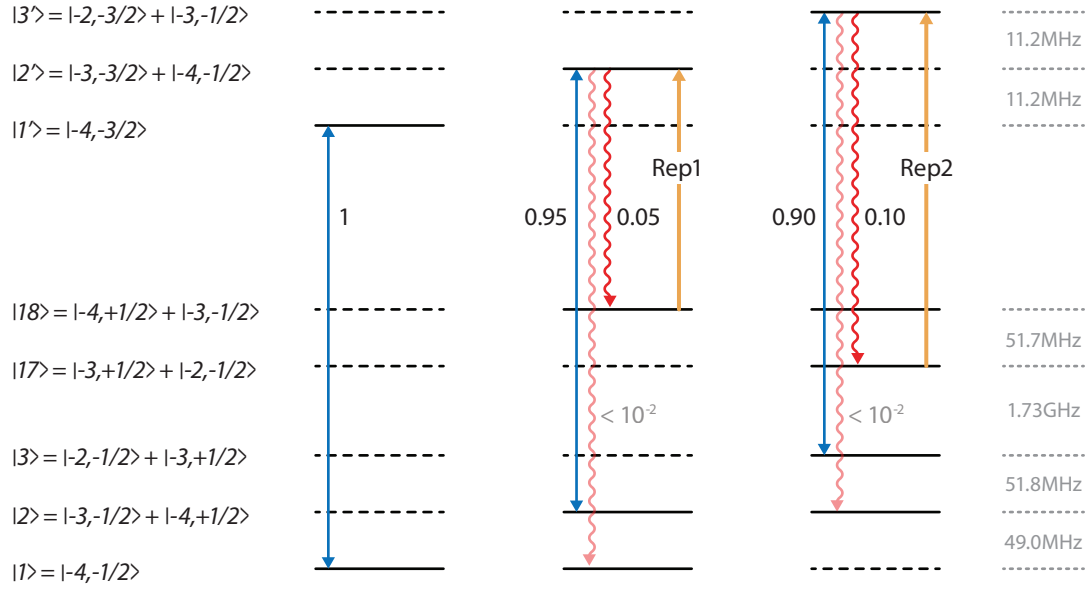 |3'> = |-2,-3/2> + |-3,-1/2>
11.2MHz
|2'> = |-3,-3/2> + |-4,-1/2>
11.2MHz
|1'> = |-4,-3/2>
Rep1
Rep2
1
0.95
0.05
0.90
0.10
|18> = |-4,+1/2> + |-3,-1/2>
51.7MHz
|17> = |-3,+1/2> + |-2,-1/2>
< 10⁻²
< 10⁻²
1.73GHz
|3> = |-2,-1/2> + |-3,+1/2>
51.8MHz
|2> = |-3,-1/2> + |-4,+1/2>
49.0MHz
|1> = |-4,-1/2>